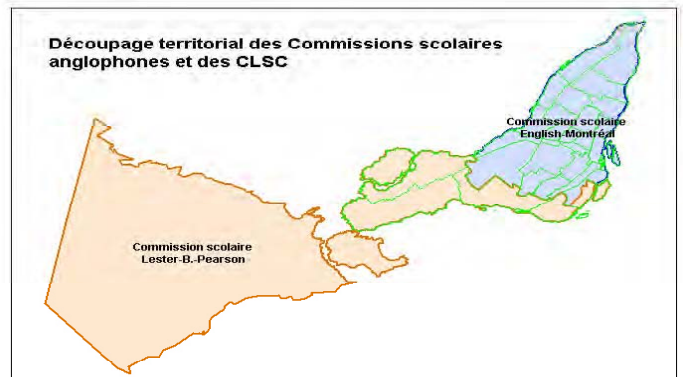 Découpage territorial des Commissions scolaires
anglophones et des CLSC
Commission scolaire
English-Montréal
Commission scolaire
Lester-B.-Pearson